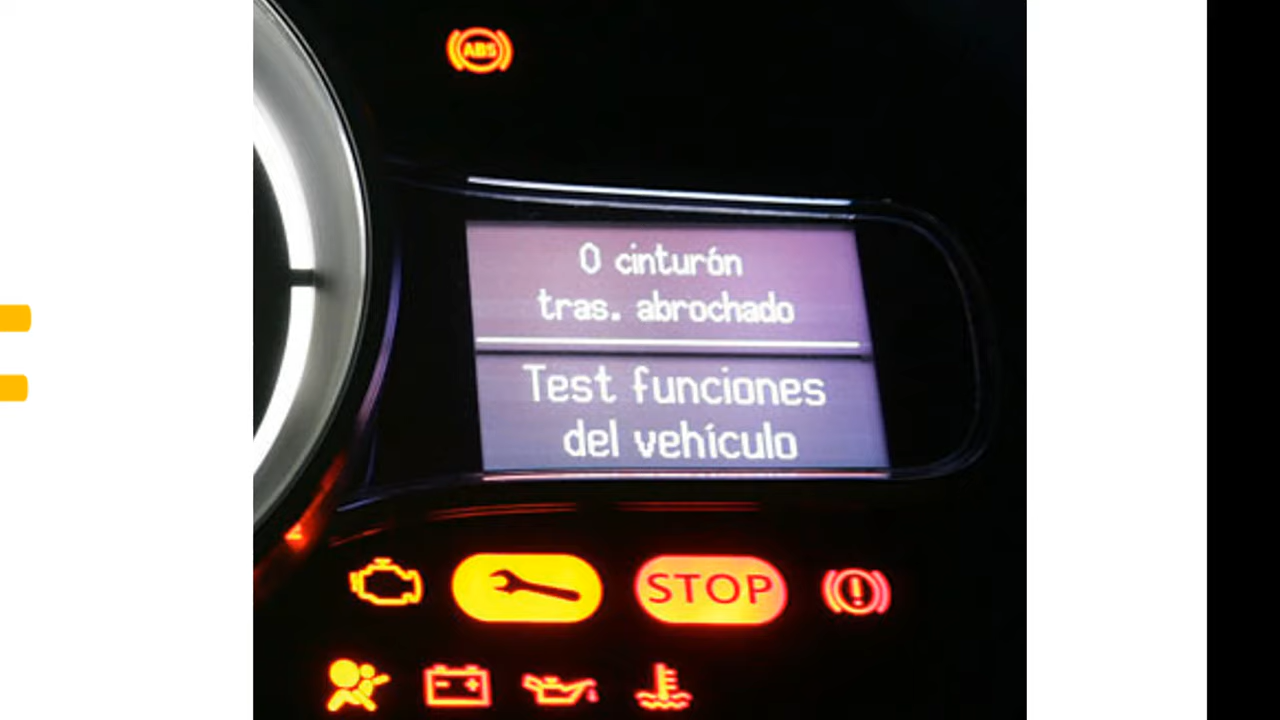 ABS
0 cinturón
tras. abrochado
Test funciones
del vehículo
STOP